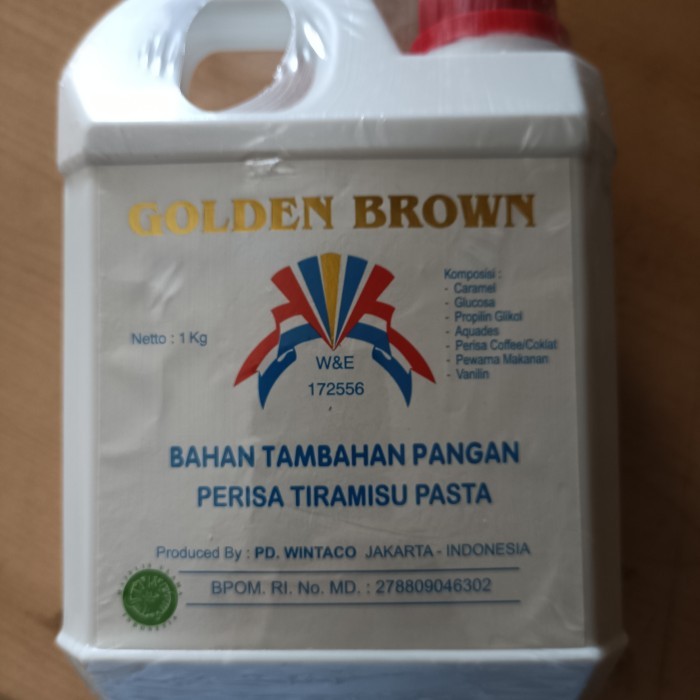 GOLDEN BROWN
Komposisi :
- Caramel
- Glucosa
- Propilin Glikol
- Aquades
- Perisa Coffee/Coklat
- Pewarna Makanan
- Vanilin
Netto : 1 Kg
W&E
172556
BAHAN TAMBAHAN PANGAN
PERISA TIRAMISU PASTA
Produced By : PD. WINTACO JAKARTA - INDONESIA
BPOM. RI. No. MD. : 278809046302